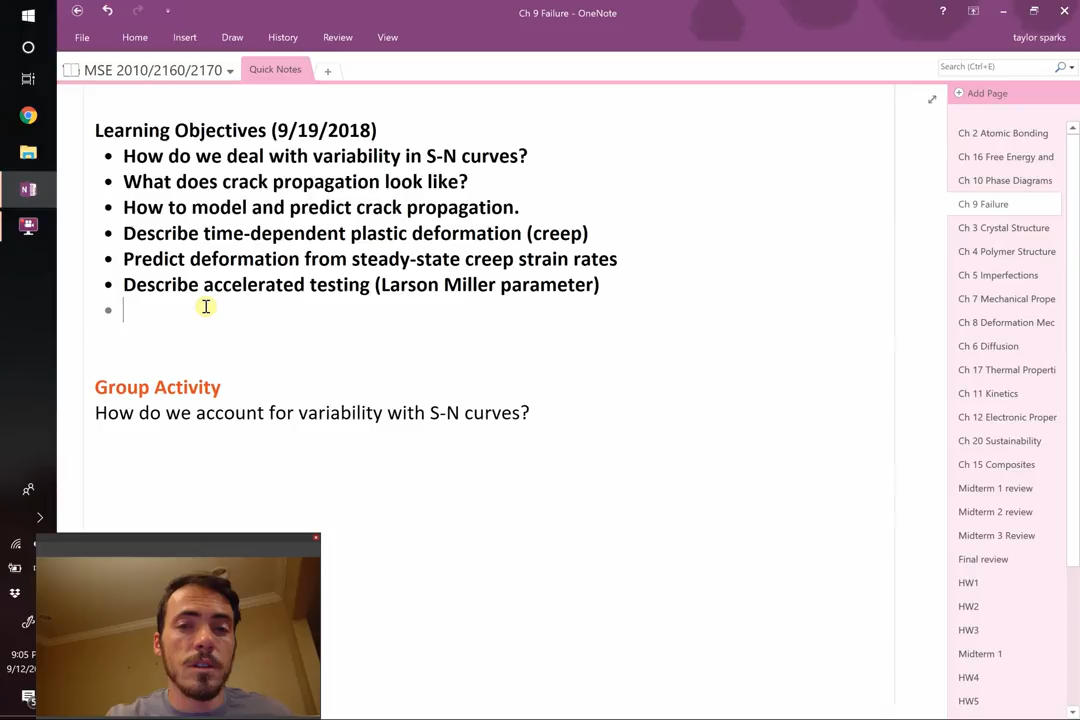 Ch 9 Failure - OneNote
?
File Home Insert Draw History Review View
taylor sparks
MSE 2010/2160/2170
Quick Notes
+
Search (Ctrl+E)
Add Page
Learning Objectives (9/19/2018)
• How do we deal with variability in S-N curves?
• What does crack propagation look like?
• How to model and predict crack propagation.
• Describe time-dependent plastic deformation (creep)
• Predict deformation from steady-state creep strain rates
• Describe accelerated testing (Larson Miller parameter)
Group Activity
How do we account for variability with S-N curves?
Ch 2 Atomic Bonding
Ch 16 Free Energy and
Ch 10 Phase Diagrams
Ch 9 Failure
Ch 3 Crystal Structure
Ch 4 Polymer Structure
Ch 5 Imperfections
Ch 7 Mechanical Prope
Ch 8 Deformation Mec
Ch 6 Diffusion
Ch 17 Thermal Properti
Ch 11 Kinetics
Ch 12 Electronic Proper
Ch 20 Sustainability
Ch 15 Composites
Midterm 1 review
Midterm 2 review
Midterm 3 Review
Final review
HW1
HW2
HW3
Midterm 1
HW4
HW5
9:05 P
9/12/20